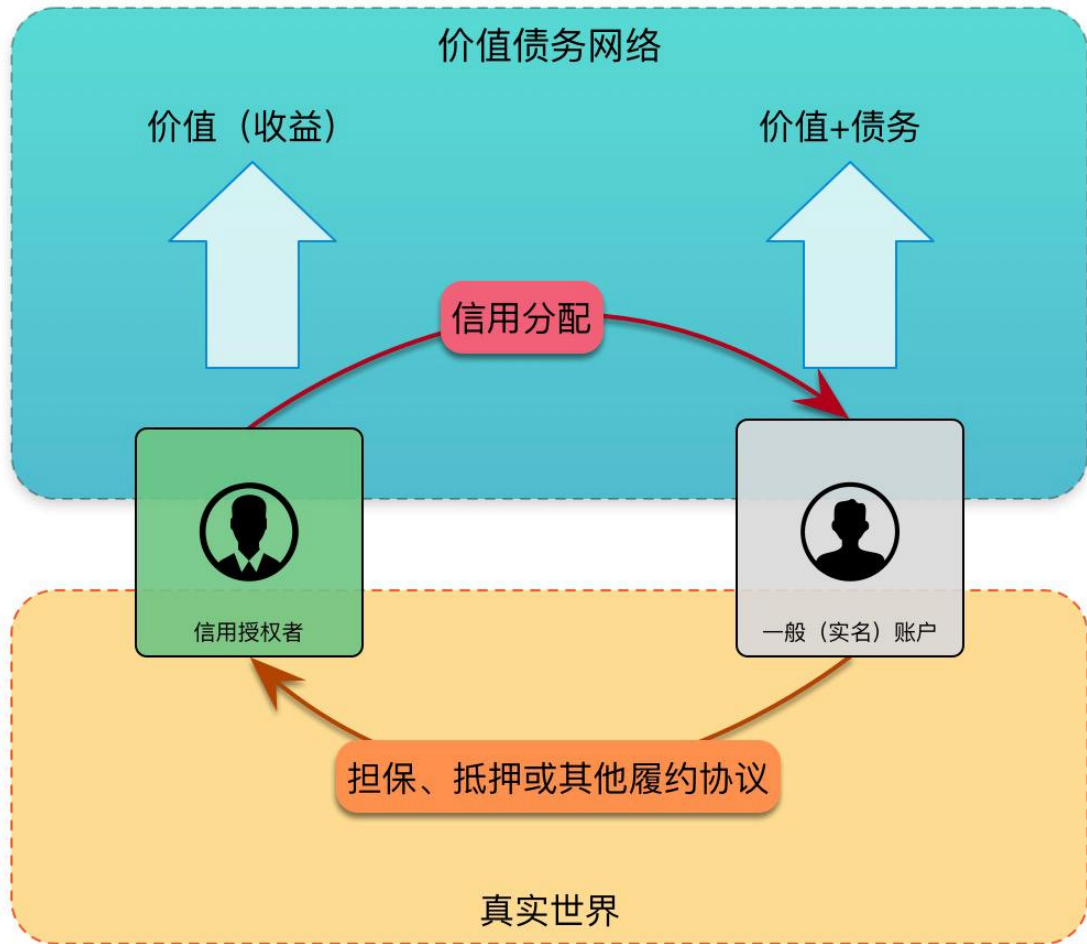 价值债务网络
价值（收益）
价值+债务
信用分配
信用授权者
一般（实名）账户
担保、抵押或其他履约协议
真实世界